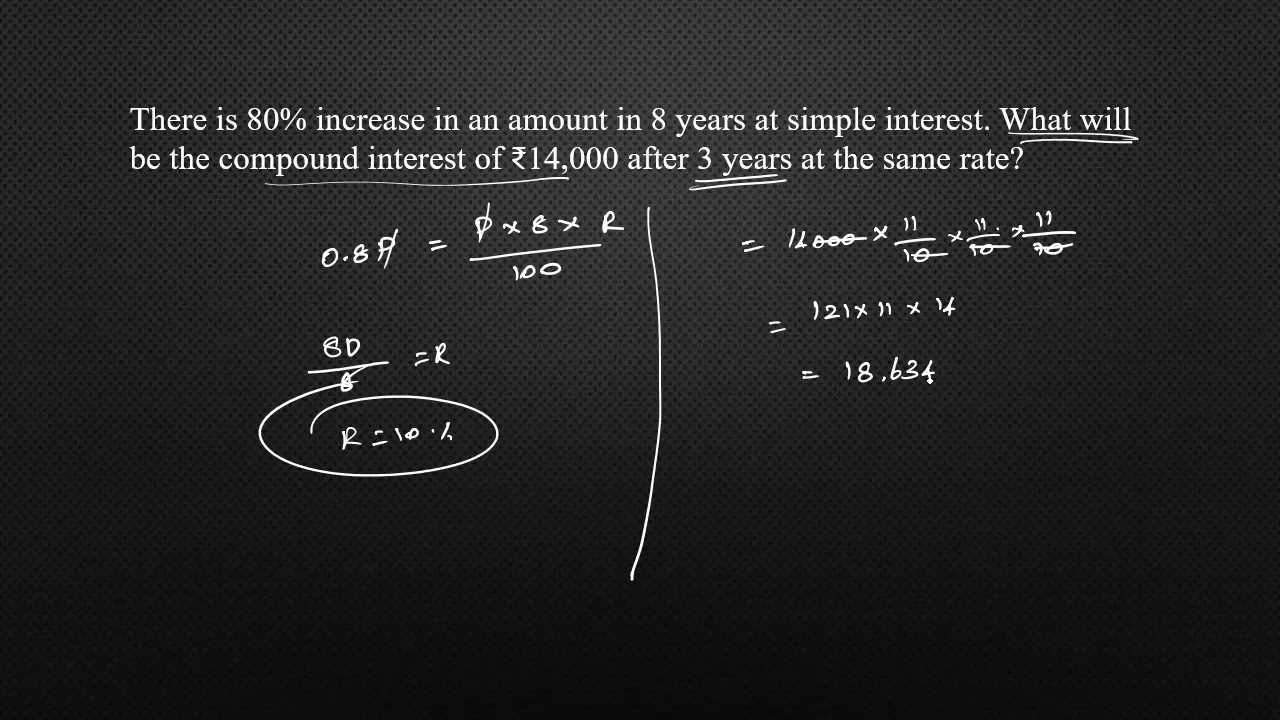 There is 80% increase in an amount in 8 years at simple interest. What will
be the compound interest of ₹14,000 after 3 years at the same rate?
0.8P = P × 8 × R
100
80
8
= R
R = 10%
= 14000 × 11/10 × 11/10 × 11/10
= 121 × 11 × 14
= 18,634